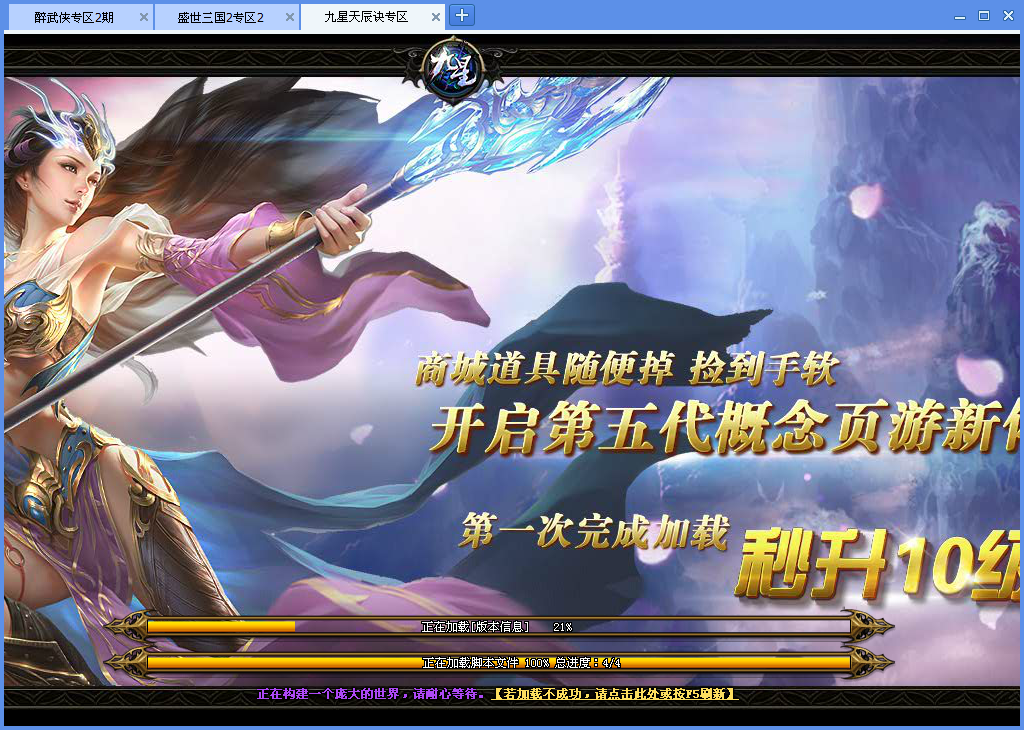 醉武侠专区2期 盛世三国2专区2 九星天辰诀专区
九星
商城道具随便掉 捡到手软
开启第五代概念页游新体
第一次完成加载 秒升10级
正在加载[版本信息] 21%
正在加载脚本文件 100% 总进度：4/4
正在构建一个庞大的世界，请耐心等待。【若加载不成功，请点击此处或按F5刷新】